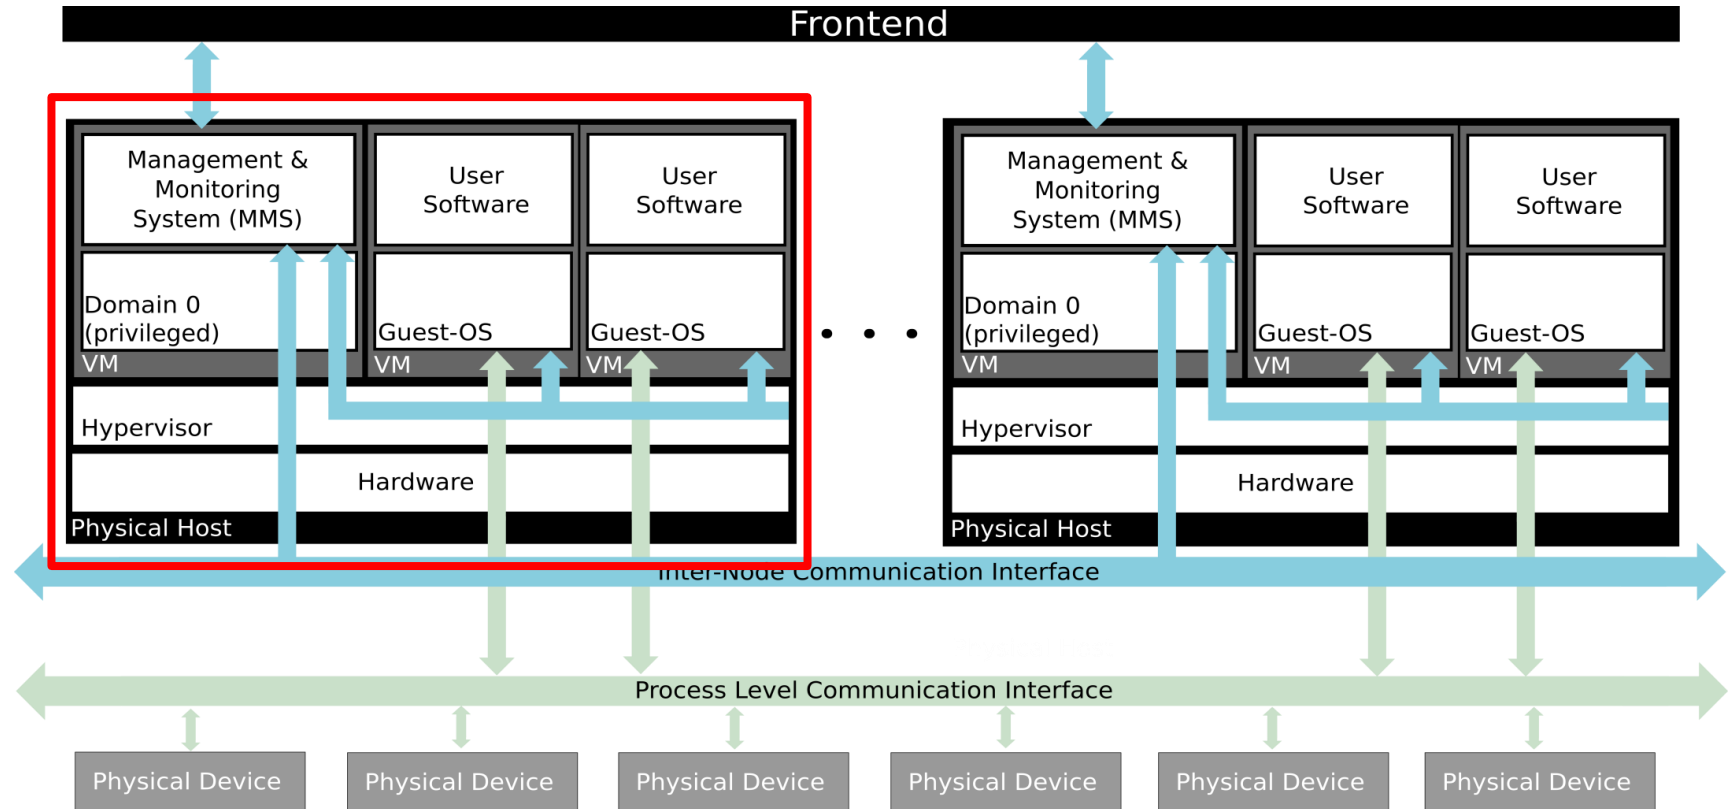 Frontend
Management &
Monitoring
System (MMS)
User
Software
User
Software
Domain 0
(privileged)
VM
Guest-OS
VM
Guest-OS
VM
Hypervisor
Hardware
Physical Host
. . .
Management &
Monitoring
System (MMS)
User
Software
User
Software
Domain 0
(privileged)
VM
Guest-OS
VM
Guest-OS
VM
Hypervisor
Hardware
Physical Host
Inter-Node Communication Interface
Process Level Communication Interface
Physical Device
Physical Device
Physical Device
Physical Device
Physical Device
Physical Device